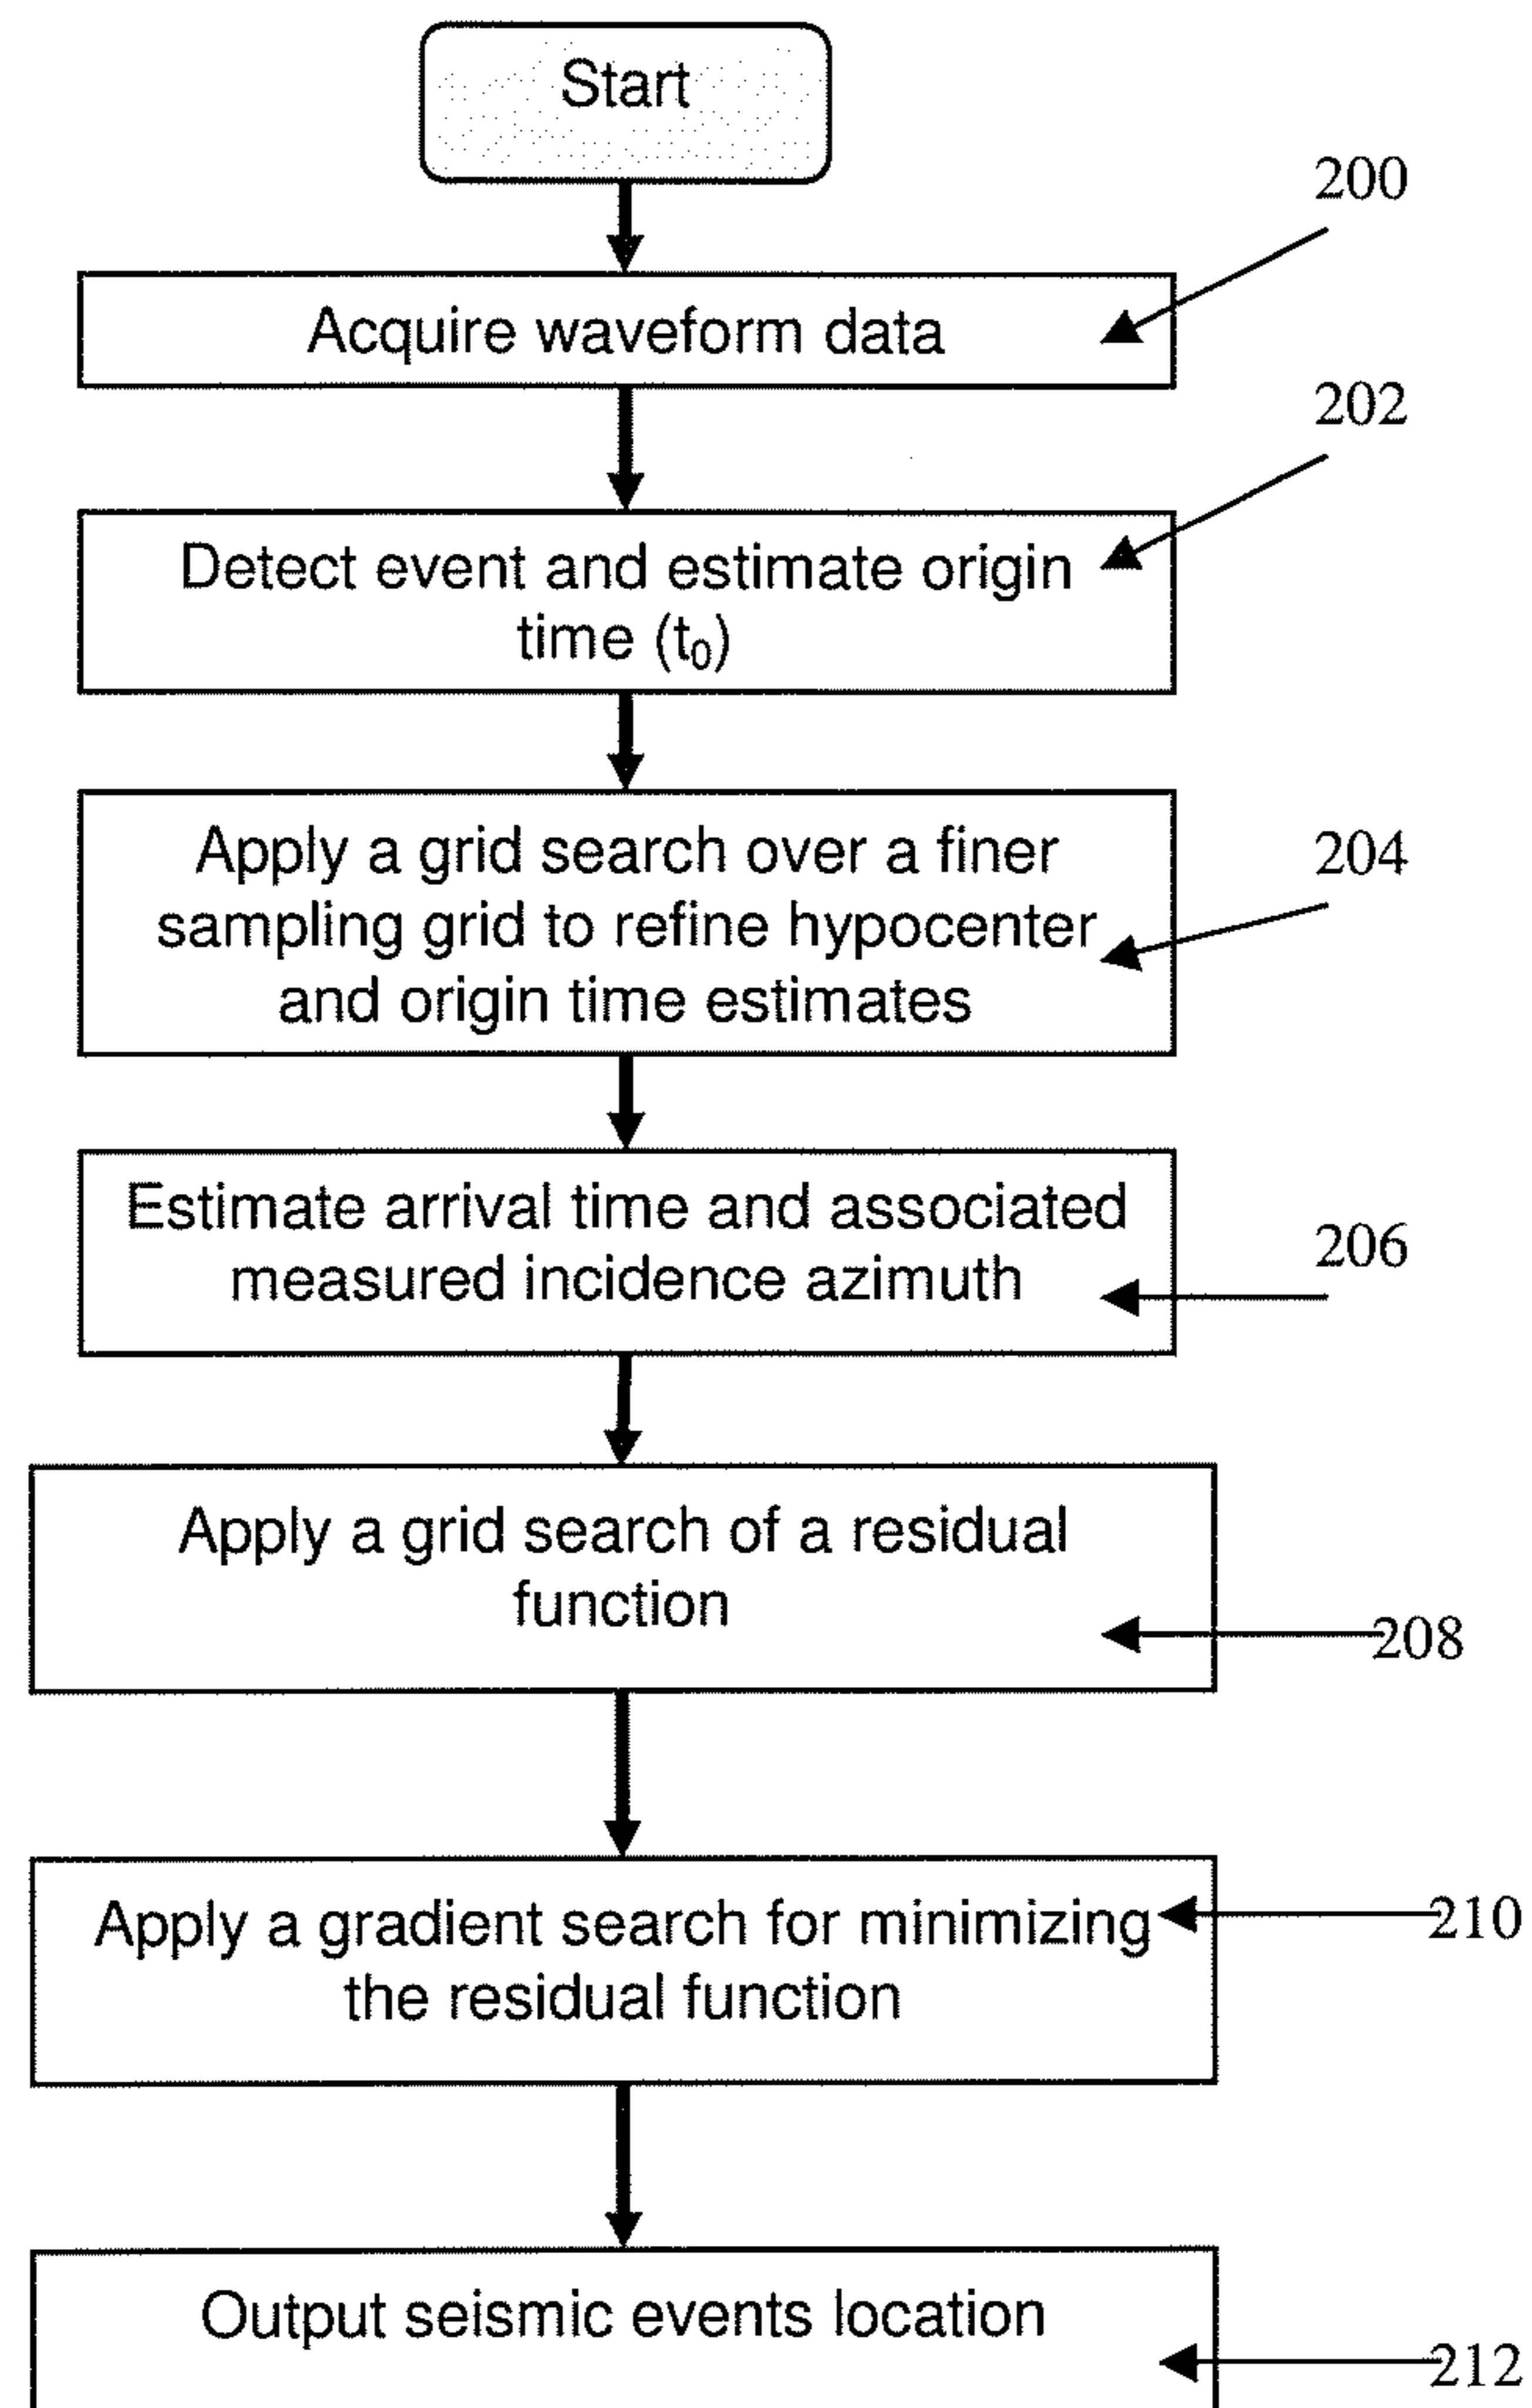 Start
200
Acquire waveform data
202
Detect event and estimate origin
time (t₀)
Apply a grid search over a finer
sampling grid to refine hypocenter
and origin time estimates
204
Estimate arrival time and associated
measured incidence azimuth
206
Apply a grid search of a residual
function
208
Apply a gradient search for minimizing
the residual function
210
Output seismic events location
212